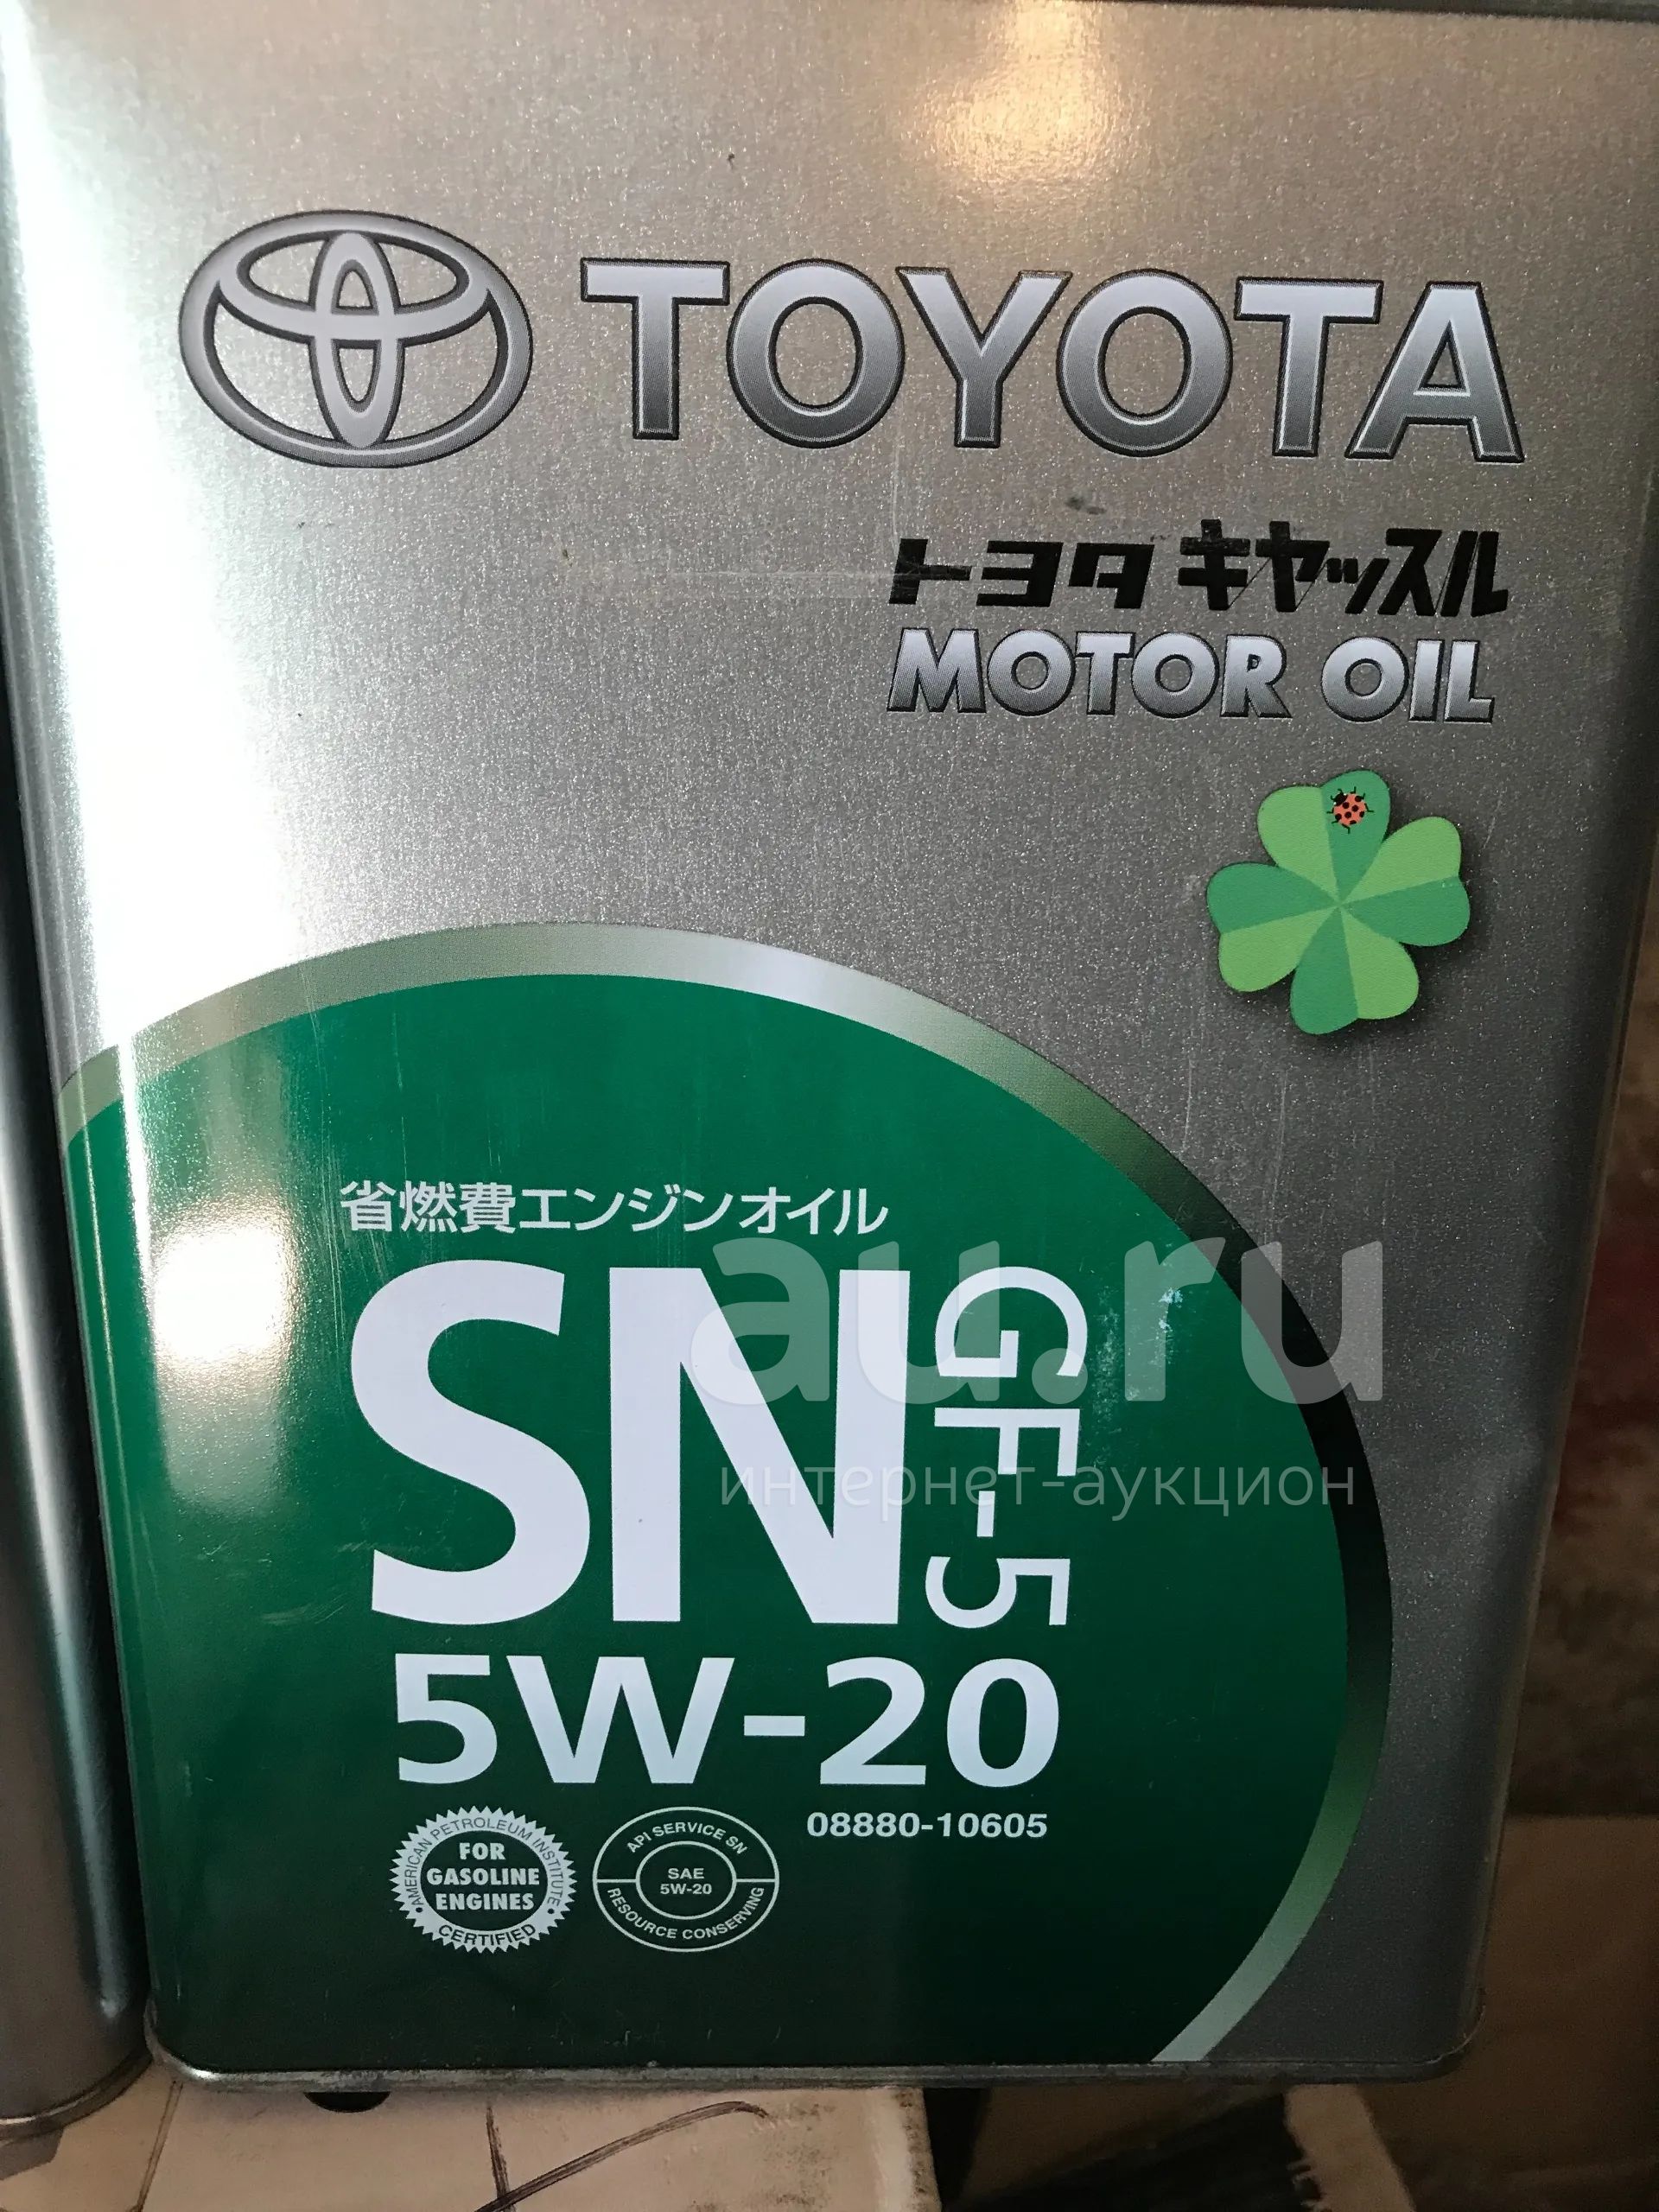 TOYOTA
トヨタ キヤッスル
MOTOR OIL
省燃費エンジンオイル
SN GF-5
au.ru
интернет-аукцион
5W-20
08880-10605
AMERICAN PETROLEUM INSTITUTE
FOR
GASOLINE
ENGINES
CERTIFIED
API SERVICE SN
SAE
5W-20
RESOURCE CONSERVING